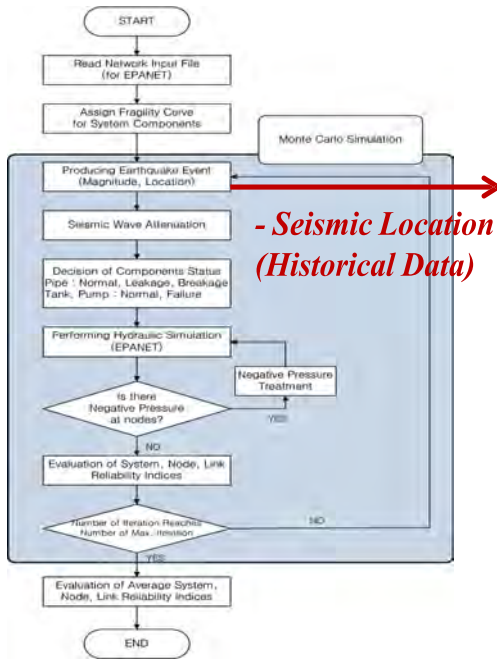 START
Read Network Input File
(for EPANET)
Assign Fragility Curve
for System Components
Monte Carlo Simulation
Producing Earthquake Event
(Magnitude, Location)
- Seismic Location
(Historical Data)
Seismic Wave Attenuation
Decision of Components Status
Pipe : Normal, Leakage, Breakage
Tank, Pump : Normal, Failure
Performing Hydraulic Simulation
(EPANET)
Negative Pressure
Treatment
Is there
Negative Pressure
at nodes?
YES
NO
Evaluation of System, Node, Link
Reliability Indices
Number of Iteration Reaches
Number of Max. Iteration
NO
YES
Evaluation of Average System,
Node, Link Reliability Indices
END